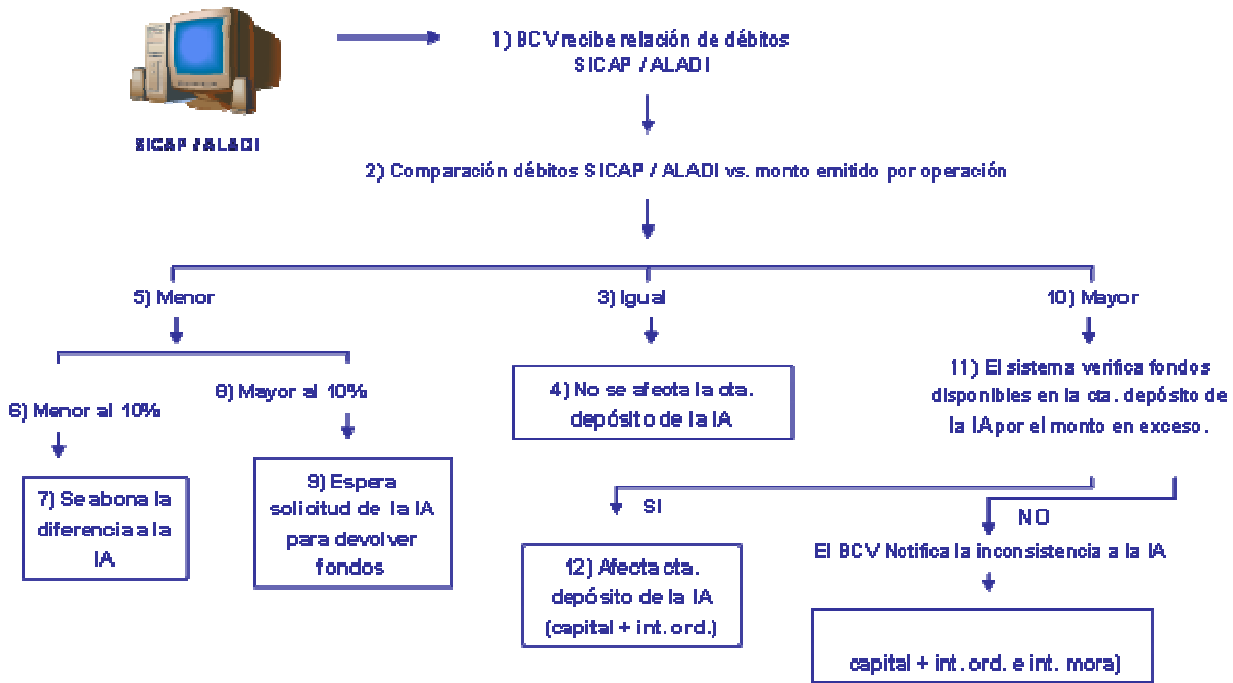 1) BCV recibe relación de débitos
SICAP / ALADI
SICAP / ALADI
2) Comparación débitos SICAP / ALADI vs. monto emitido por operación
5) Menor
3) Igual
10) Mayor
6) Menor al 10%
8) Mayor al 10%
4) No se afecta la cta.
depósito de la IA
11) El sistema verifica fondos
disponibles en la cta. depósito de
la IA por el monto en exceso.
7) Se abona la
diferencia a la
IA
9) Espera
solicitud de la IA
para devolver
fondos
SI
NO
12) Afecta cta.
depósito de la IA
(capital + int. ord.)
El BCV Notifica la inconsistencia a la IA
capital + int. ord. e int. mora)